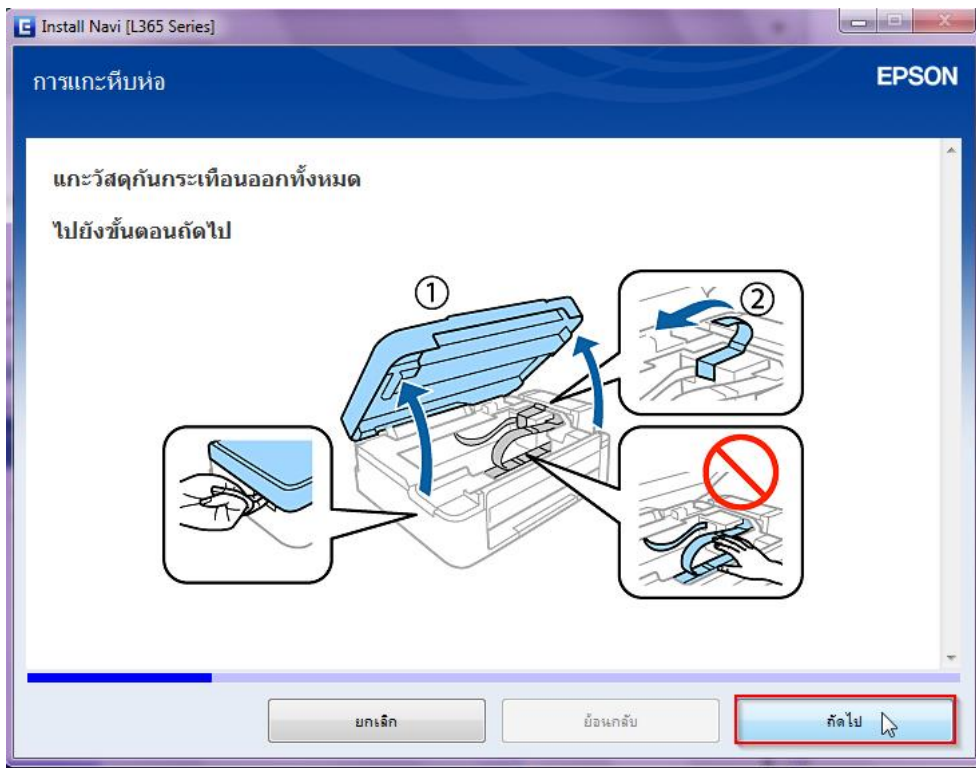 Install Navi [L365 Series]
การแกะหีบห่อ
EPSON
แกะวัสดุกันกระเทือนออกทั้งหมด
ไปยังขั้นตอนถัดไป
①
②
ยกเลิก
ย้อนกลับ
ถัดไป